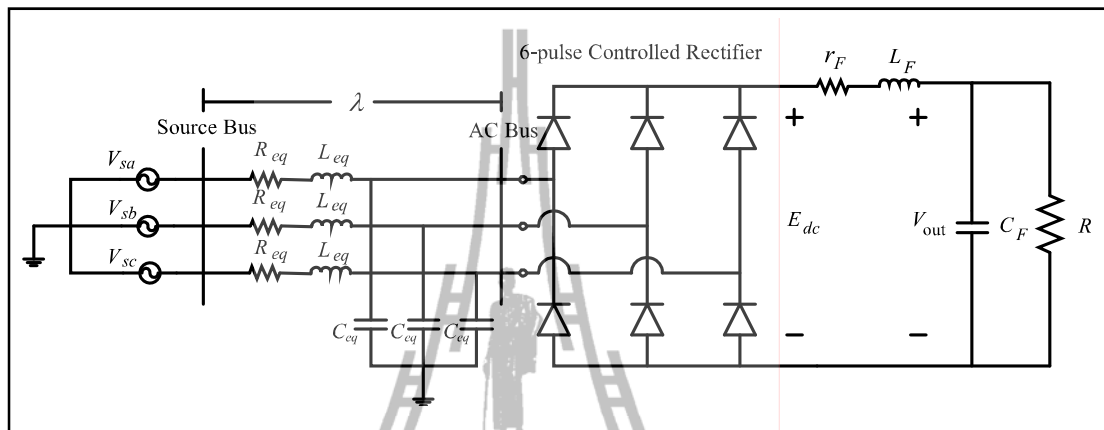 6-pulse Controlled Rectifier
r_F
L_F
λ
Source Bus
AC Bus
V_sa
R_eq
L_eq
V_sb
R_eq
L_eq
V_sc
R_eq
L_eq
C_eq
C_eq
C_eq
+
+
E_dc
V_out
C_F
R
−
−